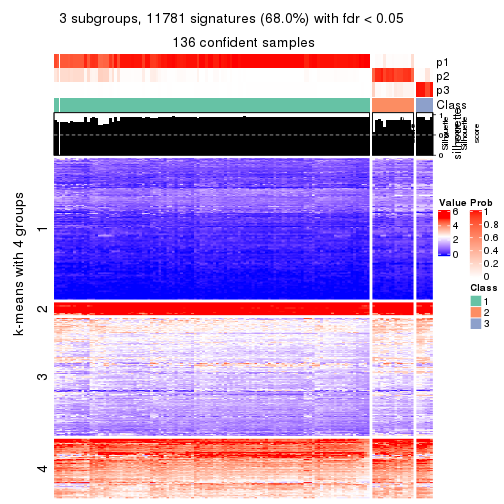 3 subgroups, 11781 signatures (68.0%) with fdr < 0.05
136 confident samples
p1
p2
p3
Class
1
0
silhouette
score
k-means with 4 groups
1
2
3
4
Value
6
4
2
0
Prob
1
0.8
0.6
0.4
0.2
0
Class
1
2
3